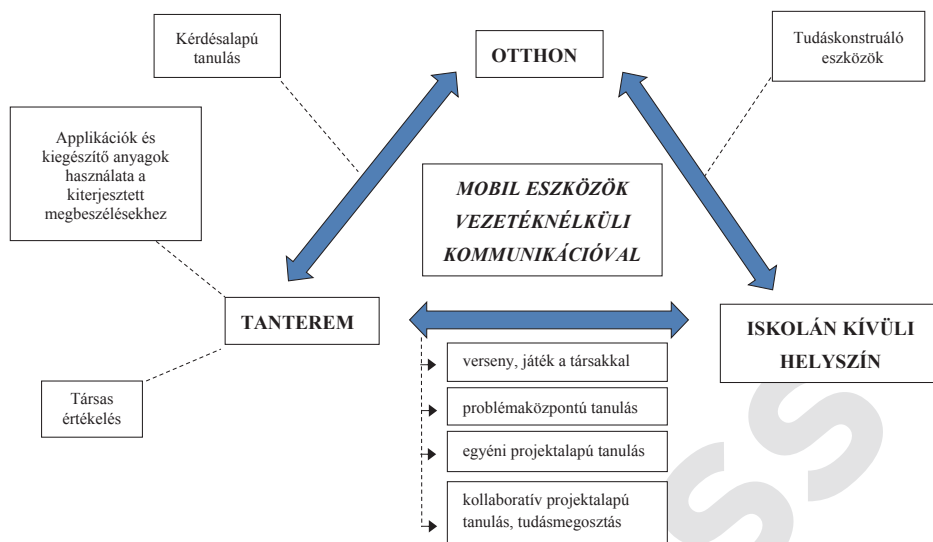 Kérdésalapú
tanulás
OTTHON
Tudáskonstruáló
eszközök
Applikációk és
kiegészítő anyagok
használata a
kiterjesztett
megbeszélésekhez
MOBIL ESZKÖZÖK
VEZETÉKNÉLKÜLI
KOMMUNIKÁCIÓVAL
TANTEREM
ISKOLÁN KÍVÜLI
HELYSZÍN
Társas
értékelés
verseny, játék a társakkal
problémaközpontú tanulás
egyéni projektalapú tanulás
kollaboratív projektalapú
tanulás, tudásmegosztás